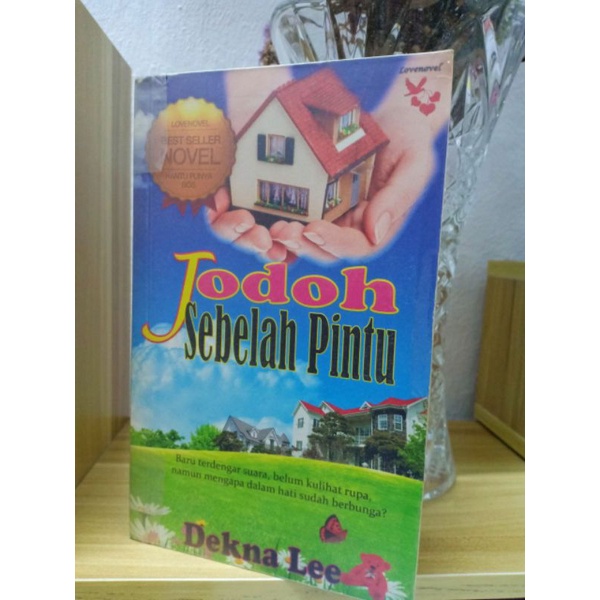 Lovenovel
LOVENOVEL
BEST SELLER
NOVEL
Jodoh
Sebelah Pintu
Baru terdengar suara, belum kulihat rupa,
namun mengapa dalam hati sudah berbunga?
Dekna Lee